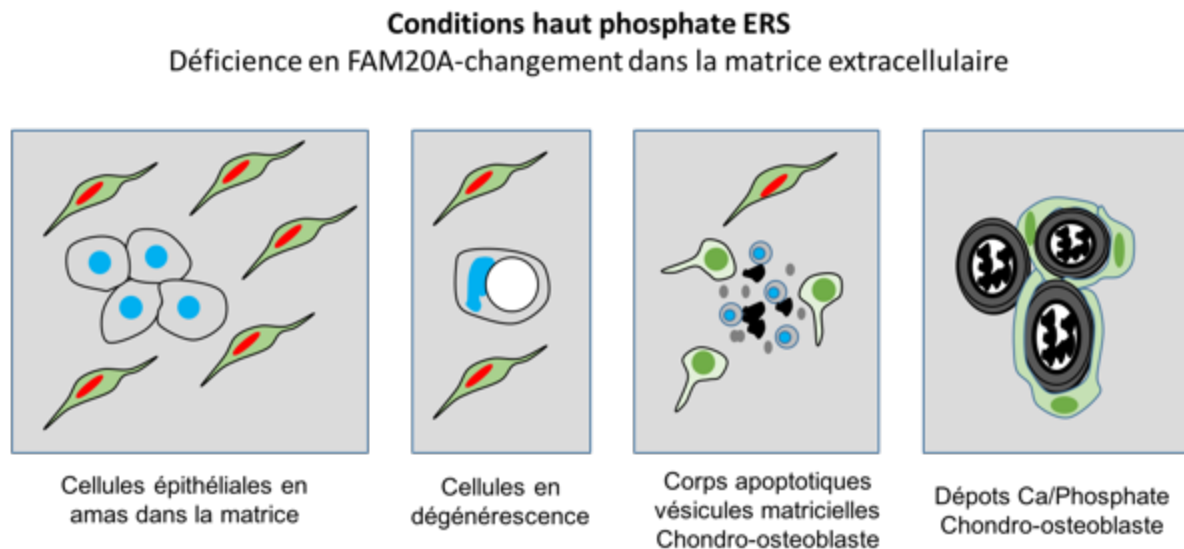 Conditions haut phosphate ERS
Déficience en FAM20A-changement dans la matrice extracellulaire
Cellules épithéliales en
amas dans la matrice
Cellules en
dégénérescence
Corps apoptotiques
vésicules matricielles
Chondro-osteoblaste
Dépots Ca/Phosphate
Chondro-osteoblaste